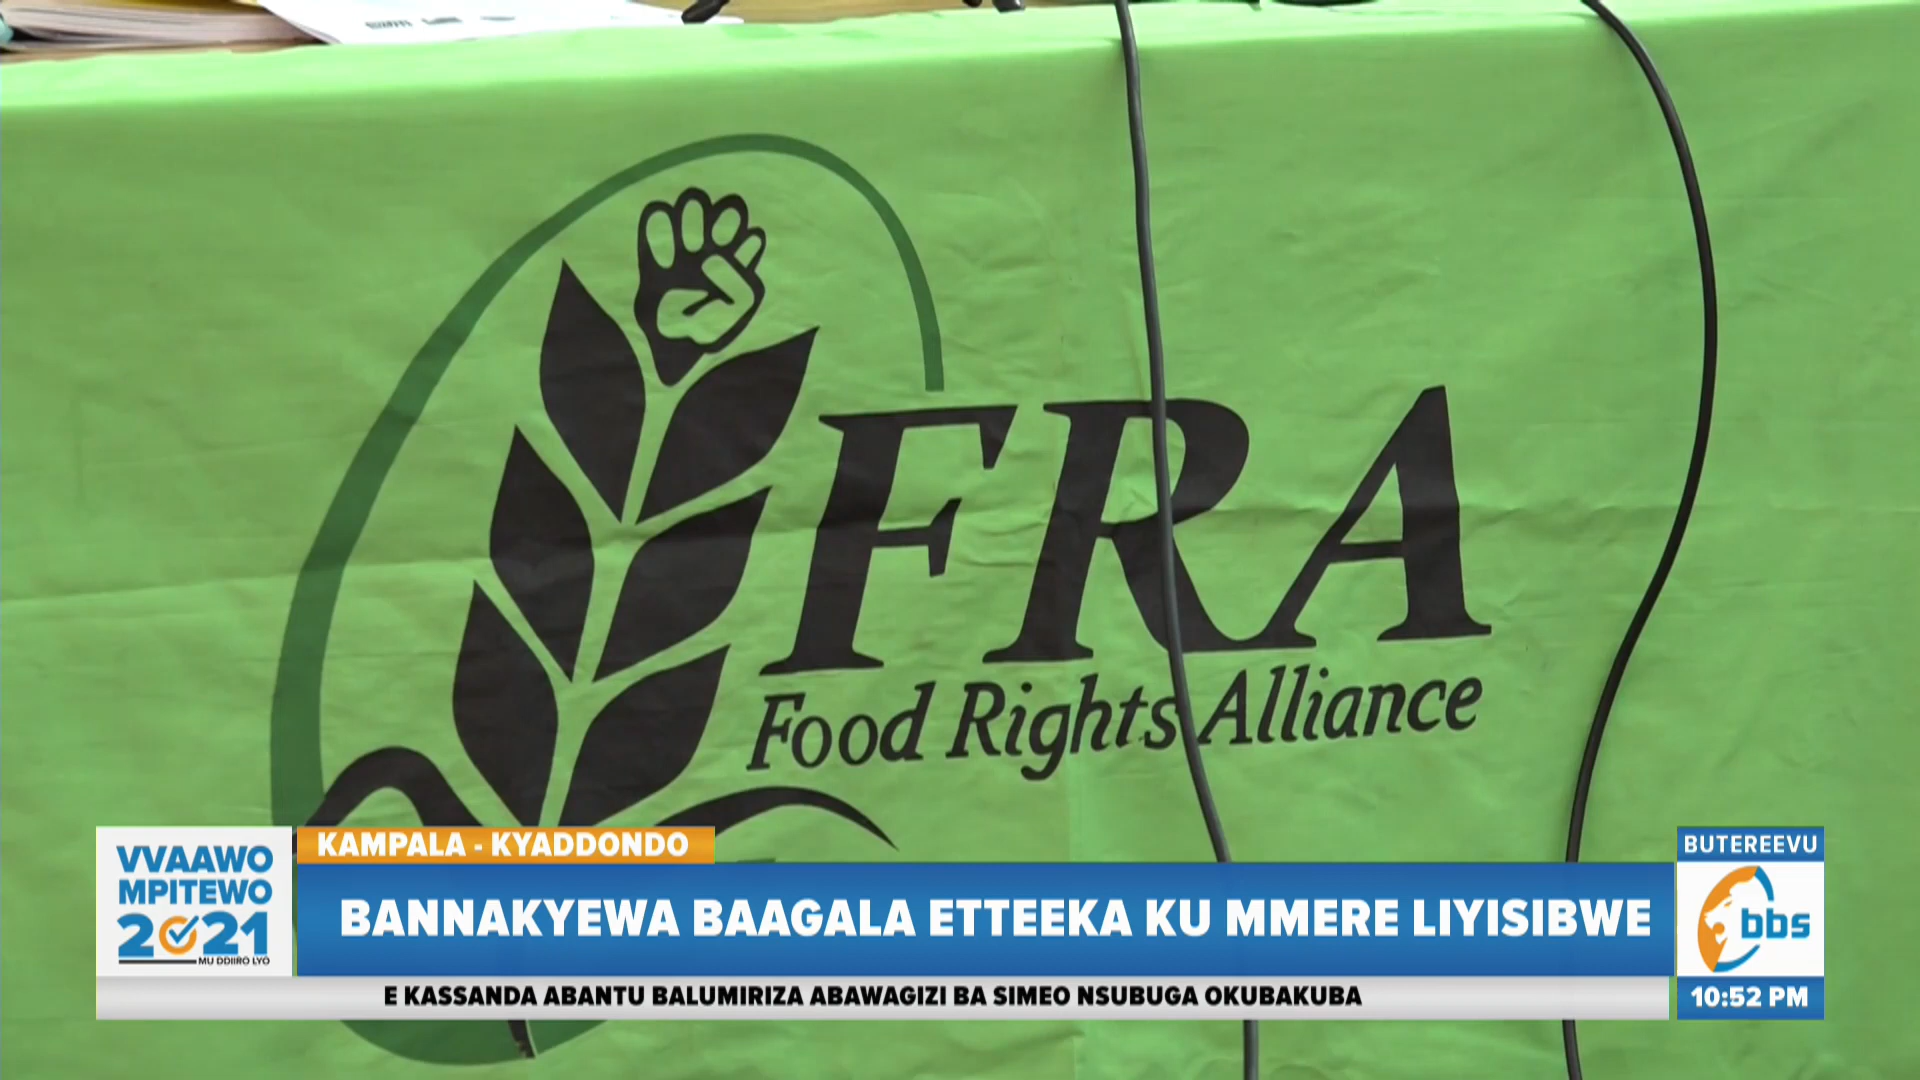 FRA
Food Rights Alliance
KAMPALA - KYADDONDO
BUTEREEVU
VVAAWO
MPITEWO
2021
MU DDIIRO LYO
BANNAKYEWA BAAGALA ETTEEKA KU MMERE LIYISIBWE
bbs
E KASSANDA ABANTU BALUMIRIZA ABAWAGIZI BA SIMEO NSUBUGA OKUBAKUBA
10:52 PM